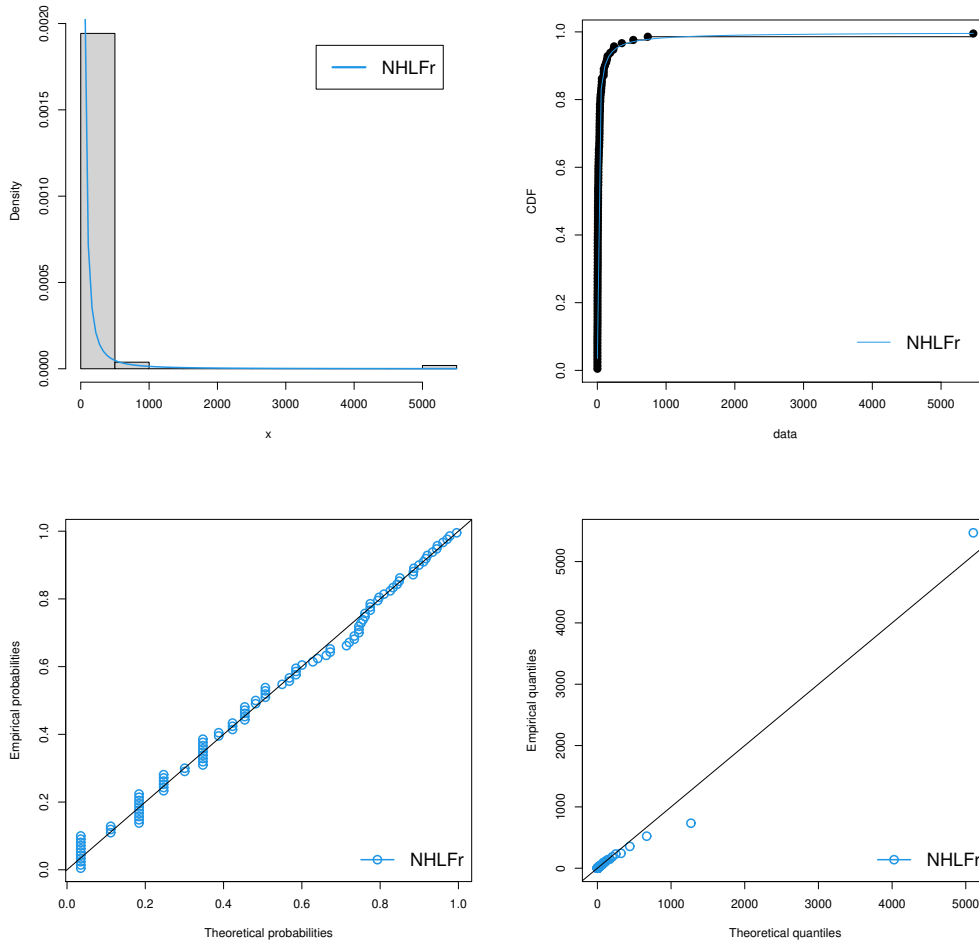 0.0020
0.0015
0.0010
0.0005
0.0000
Density
NHLFr
0 1000 2000 3000 4000 5000
x
1.0
0.8
0.6
0.4
0.2
0.0
CDF
NHLFr
0 1000 2000 3000 4000 5000
data
1.0
0.8
0.6
0.4
0.2
0.0
Empirical probabilities
NHLFr
0.0 0.2 0.4 0.6 0.8 1.0
Theoretical probabilities
5000
4000
3000
2000
1000
0
Empirical quantiles
NHLFr
0 1000 2000 3000 4000 5000
Theoretical quantiles